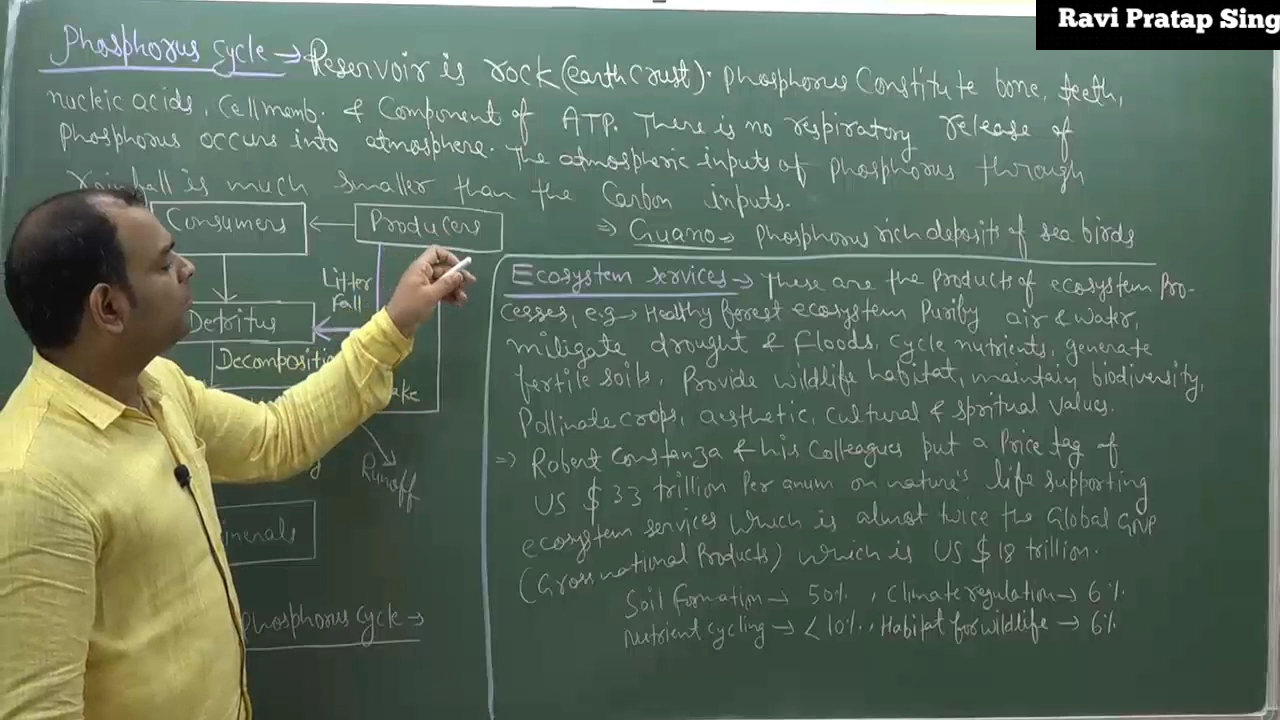 Ravi Pratap Sing
Phosphorus Cycle → Reservoir is rock (earth crust). Phosphorus Constitute bone, teeth,
nucleic acids, Cell memb. & Component of ATP. There is no respiratory release of
Phosphorus occurs into atmosphere. The atmospheric inputs of phosphorus through
rainfall is much smaller than the Carbon inputs.
⇒ Guano → Phosphorus rich deposits of sea birds
Consumers
Producers
Litter
fall
Detritus
Decompositi
ake
Runoff
inerals
Phosphorus cycle →
Ecosystem services → These are the products of ecosystem Pro-
cesses, e.g → Healthy forest ecosystem Purify air & water,
mitigate drought & floods, cycle nutrients, generate
fertile soils, Provide wildlife habitat, maintain biodiversity,
Pollinate crops, aesthetic, cultural & spritual values.
⇒ Robert Constanza & his Colleagues put a Price tag of
US $ 33 trillion Per anum on nature's life supporting
ecosystem services which is almost twice the Global GNP
(Gross national Products) which is US $ 18 trillion.
Soil formation → 50%, Climate regulation → 6%
Nutrient cycling → < 10%, Habitat for wildlife → 6%